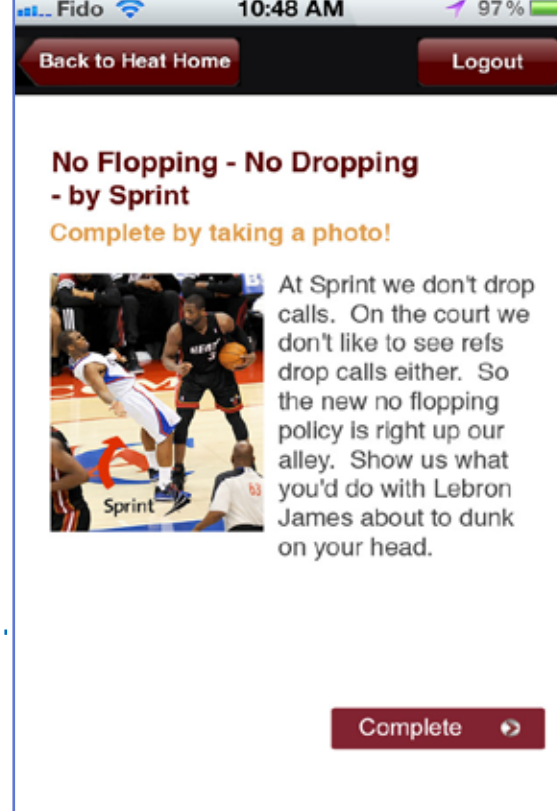 Fido 10:48 AM 97%
Back to Heat Home Logout
No Flopping - No Dropping
- by Sprint
Complete by taking a photo!
At Sprint we don't drop
calls. On the court we
don't like to see refs
drop calls either. So
the new no flopping
policy is right up our
alley. Show us what
you'd do with Lebron
James about to dunk
on your head.
HEAT
3
63
Sprint
Complete